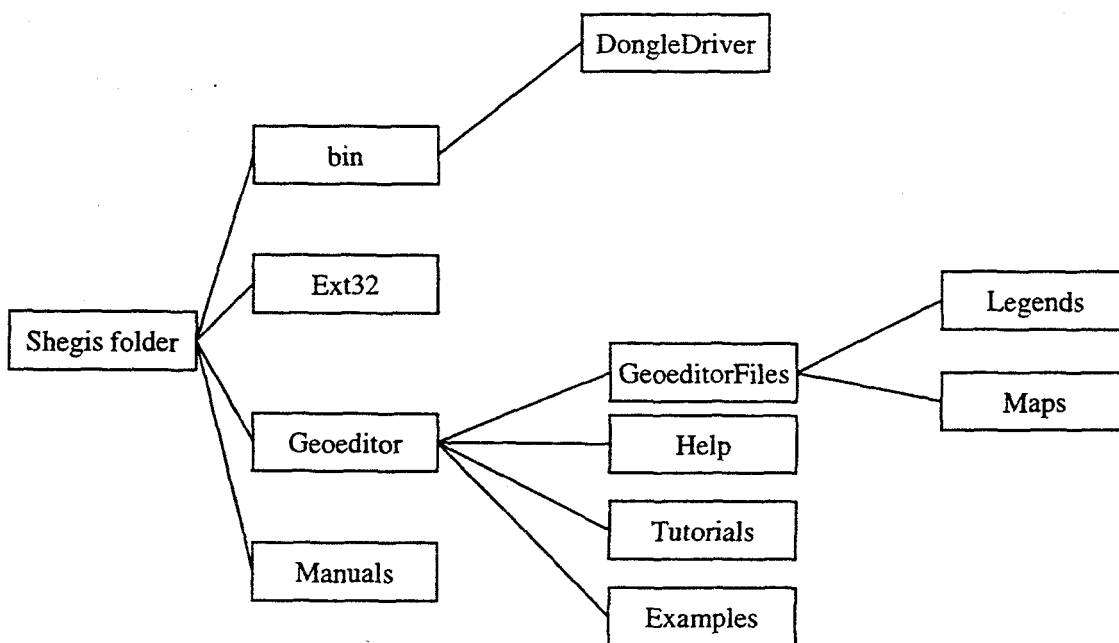 DongleDriver
bin
Ext32
Shegis folder
Legends
GeoeditorFiles
Maps
Geoeditor
Help
Tutorials
Manuals
Examples